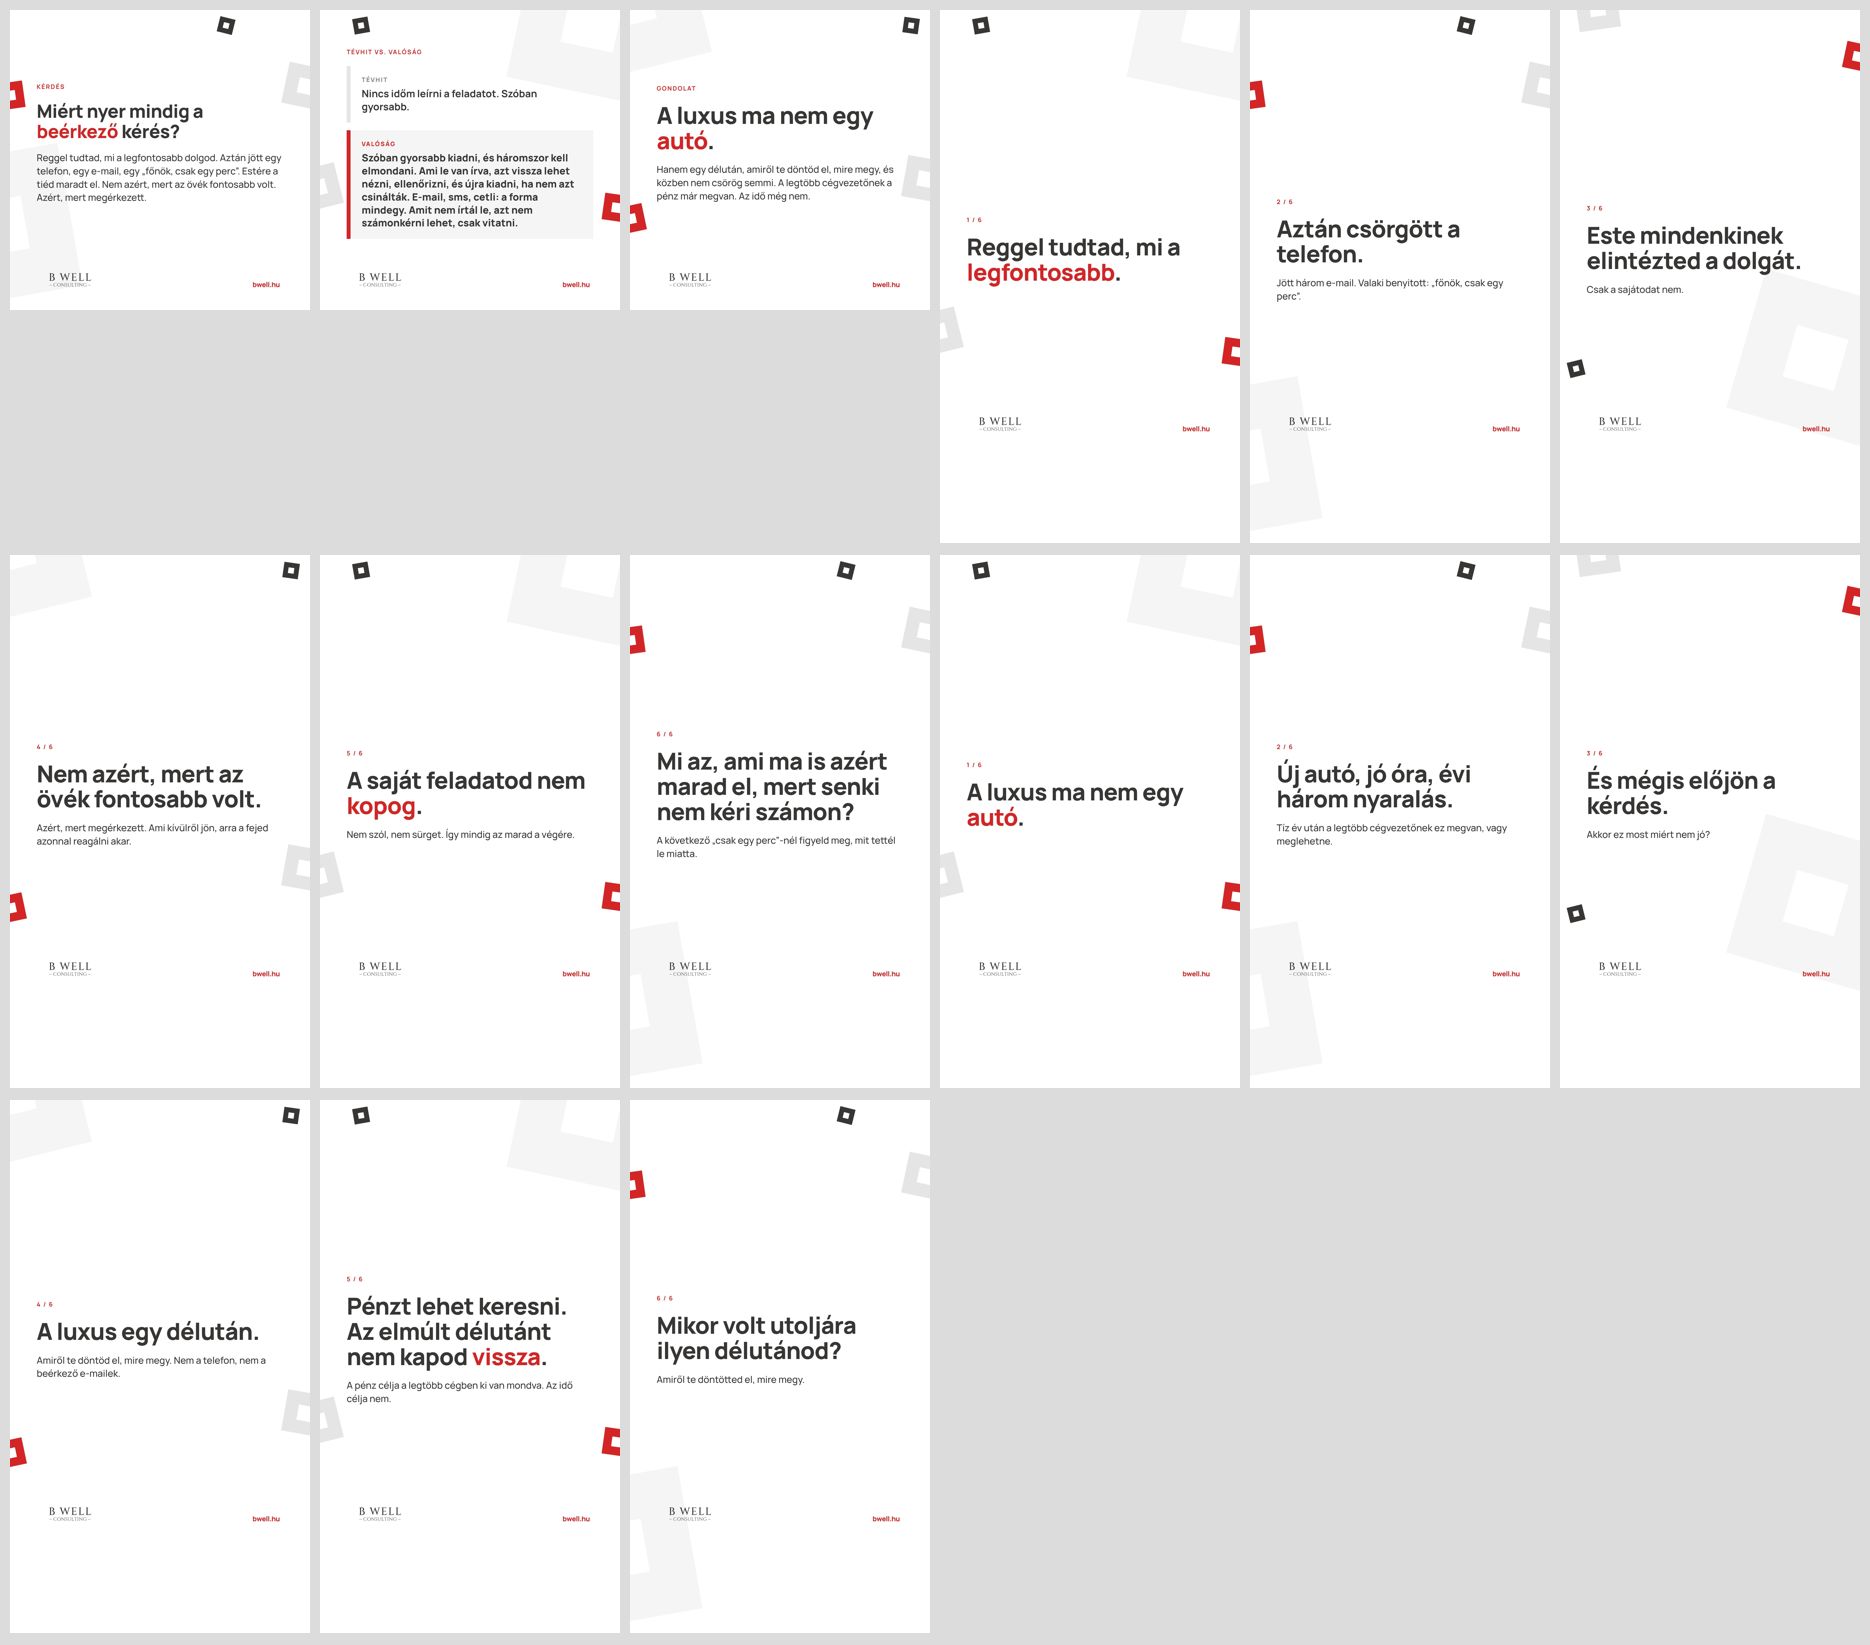 KÉRDÉS
Miért nyer mindig a
beérkező kérés?
Reggel tudtad, mi a legfontosabb dolgod. Aztán jött egy
telefon, egy e-mail, egy „főnök, csak egy perc”. Estére a
tiéd maradt el. Nem azért, mert az övék fontosabb volt.
Azért, mert megérkezett.
B WELL
–CONSULTING–
bwell.hu
TÉVHIT VS. VALÓSÁG
TÉVHIT
Nincs időm leírni a feladatot. Szóban
gyorsabb.
VALÓSÁG
Szóban gyorsabb kiadni, és háromszor kell
elmondani. Ami le van írva, azt vissza lehet
nézni, ellenőrizni, és újra kiadni, ha nem azt
csinálták. E-mail, sms, cetli: a forma
mindegy. Amit nem írtál le, azt nem
számonkérni lehet, csak vitatni.
B WELL
–CONSULTING–
bwell.hu
GONDOLAT
A luxus ma nem egy
autó.
Hanem egy délután, amiről te döntöd el, mire megy, és
közben nem csörög semmi. A legtöbb cégvezetőnek a
pénz már megvan. Az idő még nem.
B WELL
–CONSULTING–
bwell.hu
1 / 6
Reggel tudtad, mi a
legfontosabb.
B WELL
–CONSULTING–
bwell.hu
2 / 6
Aztán csörgött a
telefon.
Jött három e-mail. Valaki benyitott: „főnök, csak egy
perc”.
B WELL
–CONSULTING–
bwell.hu
3 / 6
Este mindenkinek
elintézted a dolgát.
Csak a sajátodat nem.
B WELL
–CONSULTING–
bwell.hu
4 / 6
Nem azért, mert az
övék fontosabb volt.
Azért, mert megérkezett. Ami kívülről jön, arra a fejed
azonnal reagálni akar.
B WELL
–CONSULTING–
bwell.hu
5 / 6
A saját feladatod nem
kopog.
Nem szól, nem sürget. Így mindig az marad a végére.
B WELL
–CONSULTING–
bwell.hu
6 / 6
Mi az, ami ma is azért
marad el, mert senki
nem kéri számon?
A következő „csak egy perc”-nél figyeld meg, mit tettél
le miatta.
B WELL
–CONSULTING–
bwell.hu
1 / 6
A luxus ma nem egy
autó.
B WELL
–CONSULTING–
bwell.hu
2 / 6
Új autó, jó óra, évi
három nyaralás.
Tíz év után a legtöbb cégvezetőnek ez megvan, vagy
meglehetne.
B WELL
–CONSULTING–
bwell.hu
3 / 6
És mégis előjön a
kérdés.
Akkor ez most miért nem jó?
B WELL
–CONSULTING–
bwell.hu
4 / 6
A luxus egy délután.
Amiről te döntöd el, mire megy. Nem a telefon, nem a
beérkező e-mailek.
B WELL
–CONSULTING–
bwell.hu
5 / 6
Pénzt lehet keresni.
Az elmúlt délutánt
nem kapod vissza.
A pénz célja a legtöbb cégben ki van mondva. Az idő
célja nem.
B WELL
–CONSULTING–
bwell.hu
6 / 6
Mikor volt utoljára
ilyen délutánod?
Amiről te döntötted el, mire megy.
B WELL
–CONSULTING–
bwell.hu